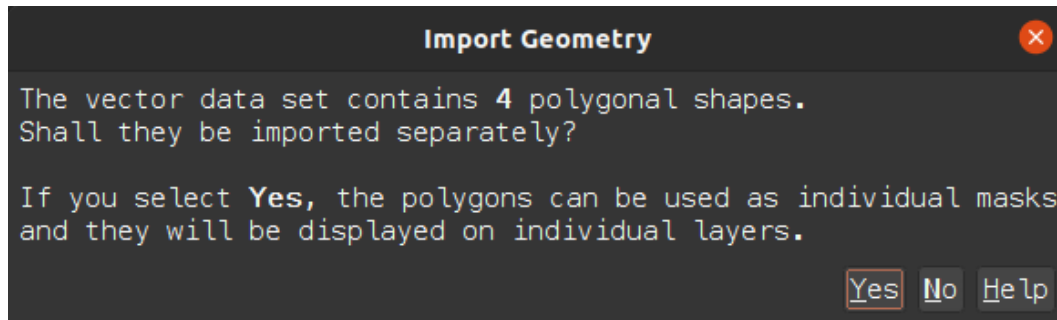 Import Geometry
The vector data set contains 4 polygonal shapes.
Shall they be imported separately?
If you select Yes, the polygons can be used as individual masks
and they will be displayed on individual layers.
Yes No Help